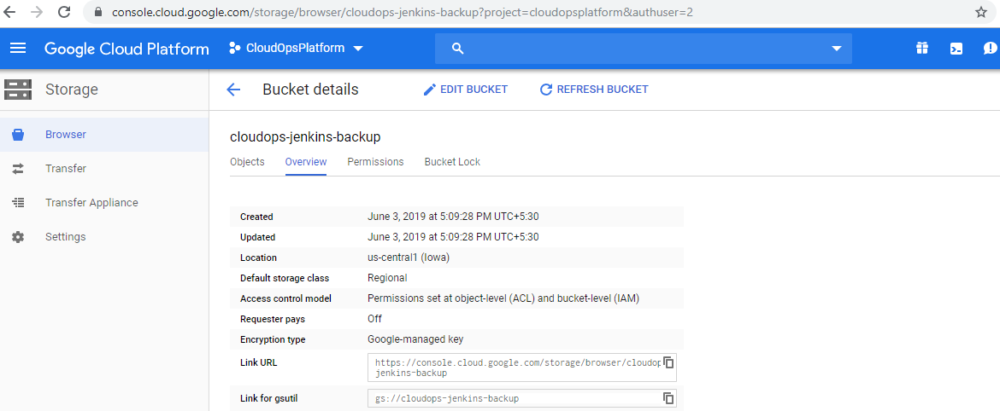 console.cloud.google.com/storage/browser/cloudops-jenkins-backup?project=cloudopsplatform&authuser=2
Google Cloud Platform CloudOpsPlatform
Storage Bucket details EDIT BUCKET REFRESH BUCKET
Browser
Transfer
Transfer Appliance
Settings
cloudops-jenkins-backup
Objects Overview Permissions Bucket Lock
Created June 3, 2019 at 5:09:28 PM UTC+5:30
Updated June 3, 2019 at 5:09:28 PM UTC+5:30
Location us-central1 (Iowa)
Default storage class Regional
Access control model Permissions set at object-level (ACL) and bucket-level (IAM)
Requester pays Off
Encryption type Google-managed key
Link URL https://console.cloud.google.com/storage/browser/cloudop
jenkins-backup
Link for gsutil gs://cloudops-jenkins-backup